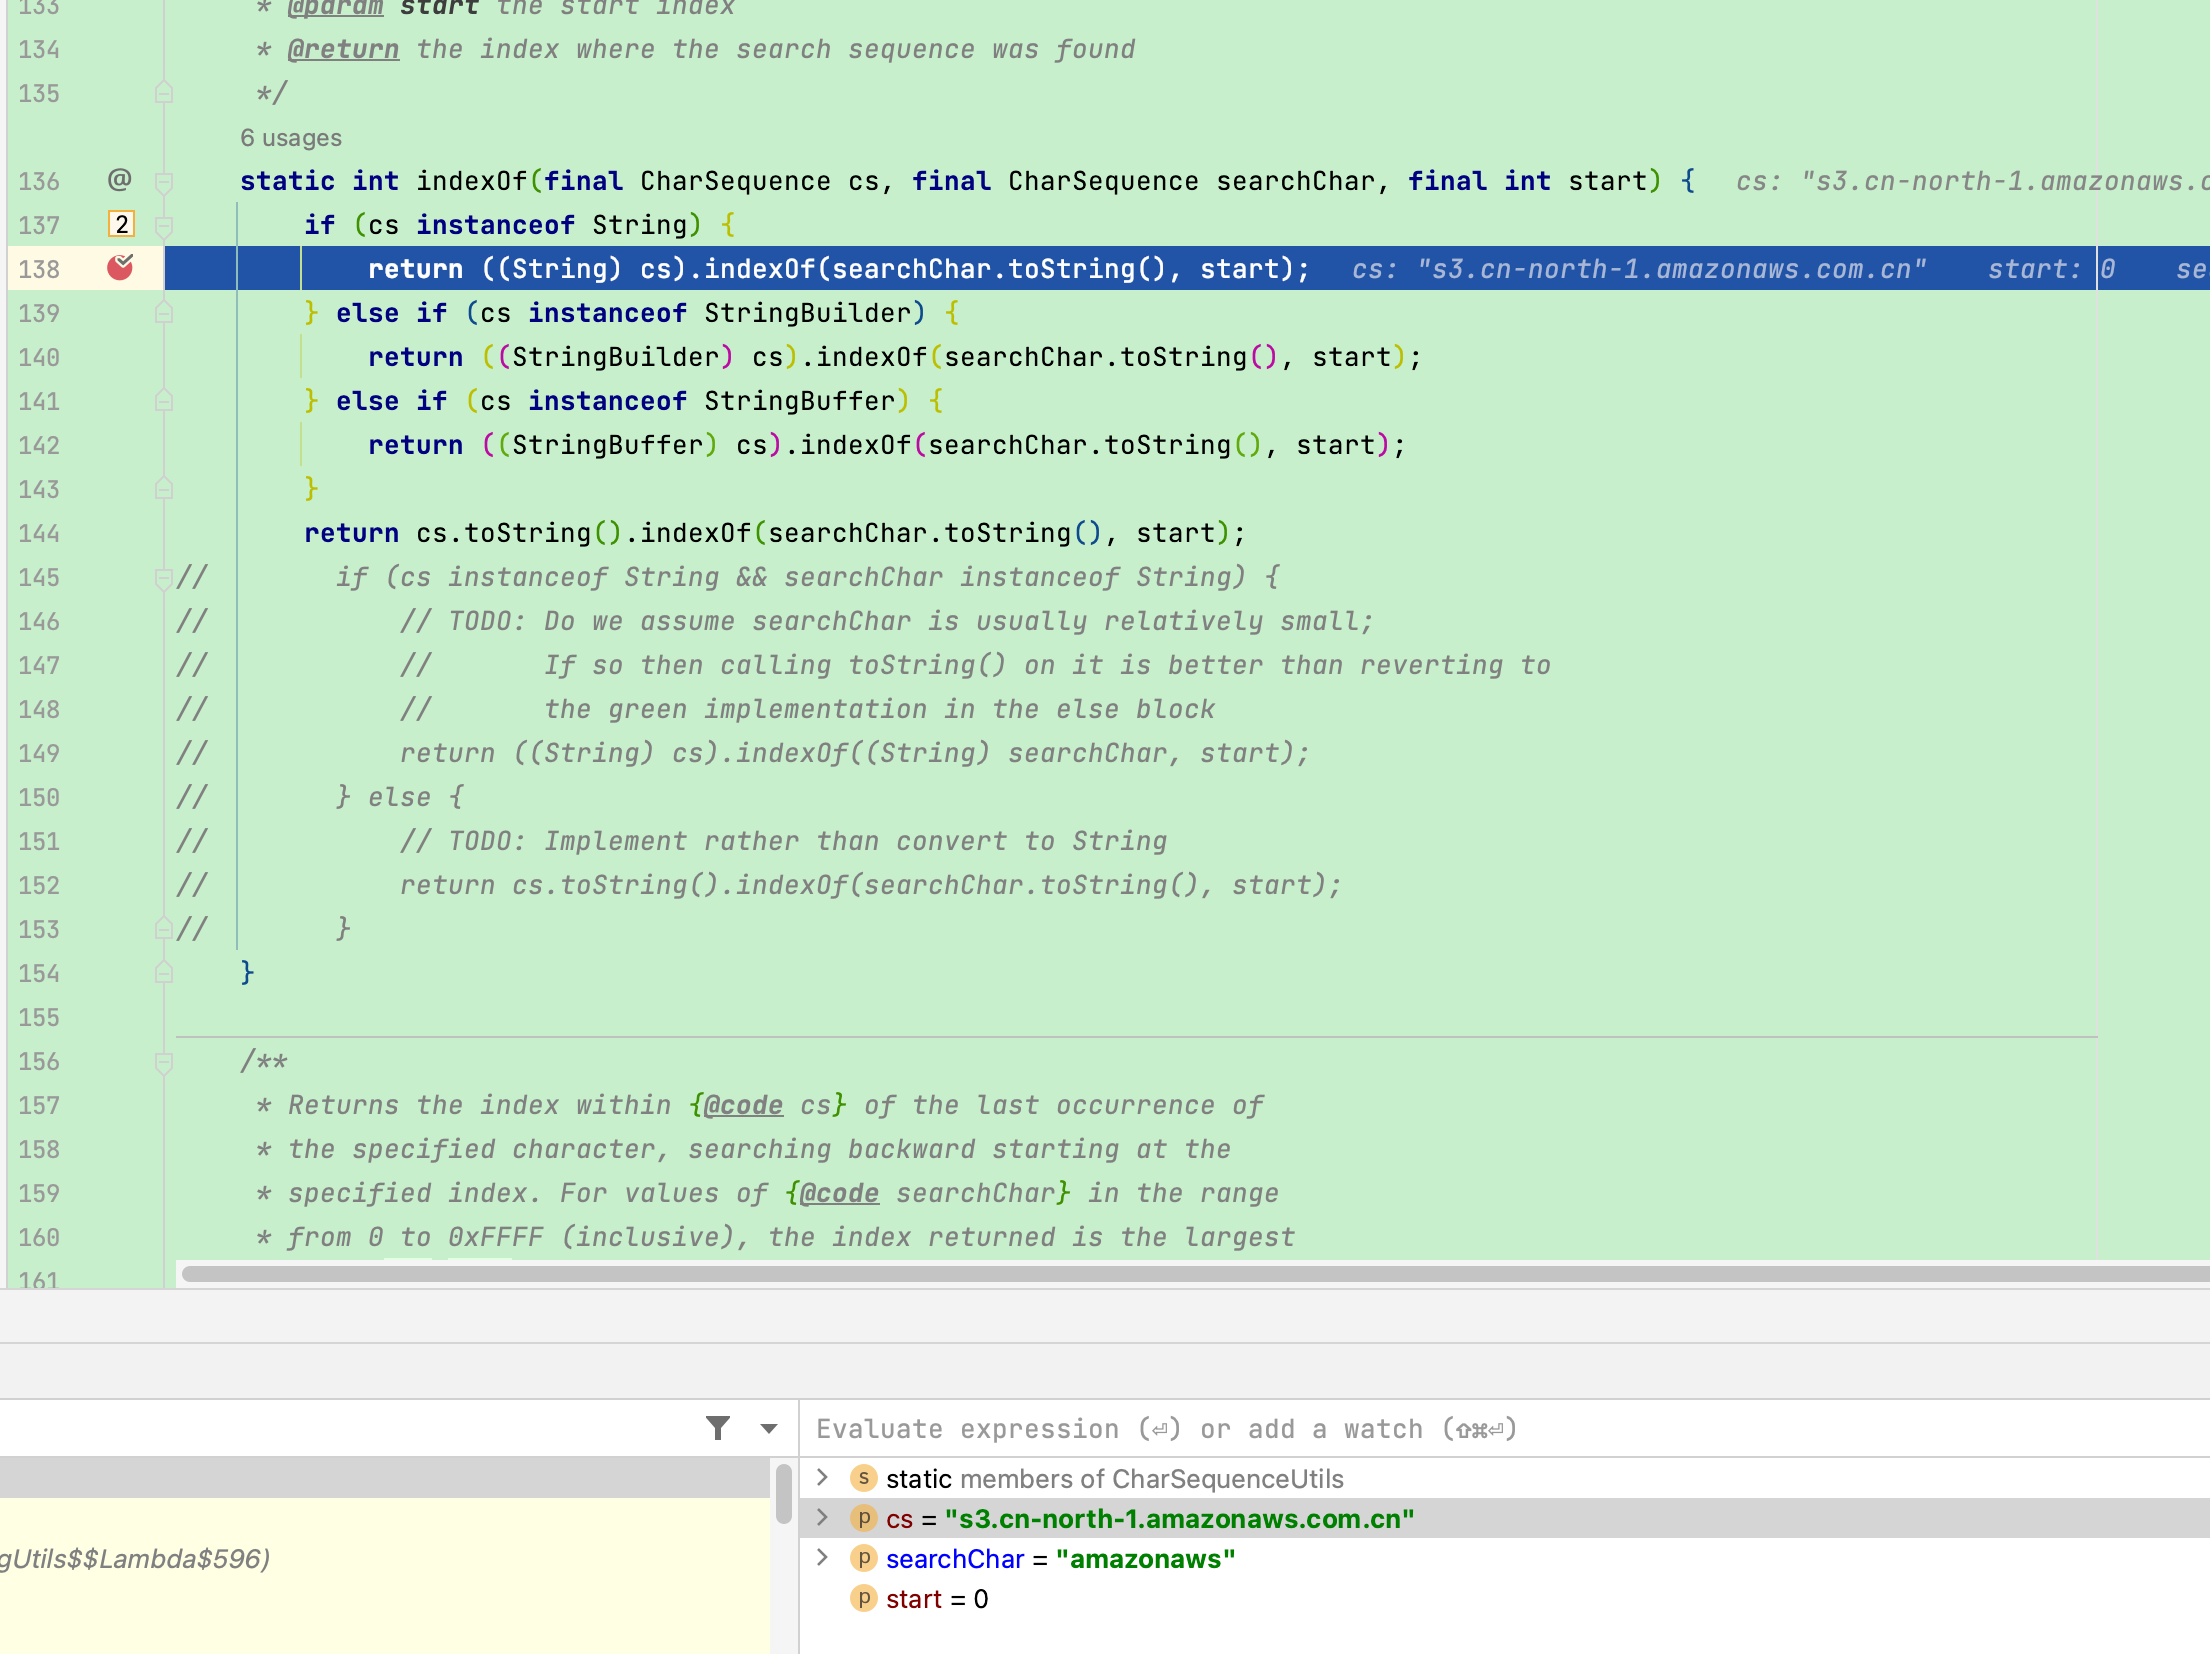 133 * @param start the start index
134 * @return the index where the search sequence was found
135 */
6 usages
136 @ static int indexOf(final CharSequence cs, final CharSequence searchChar, final int start) { cs: "s3.cn-north-1.amazonaws.c
137 2 if (cs instanceof String) {
138 return ((String) cs).indexOf(searchChar.toString(), start); cs: "s3.cn-north-1.amazonaws.com.cn" start: 0 se
139 } else if (cs instanceof StringBuilder) {
140 return ((StringBuilder) cs).indexOf(searchChar.toString(), start);
141 } else if (cs instanceof StringBuffer) {
142 return ((StringBuffer) cs).indexOf(searchChar.toString(), start);
143 }
144 return cs.toString().indexOf(searchChar.toString(), start);
145 // if (cs instanceof String && searchChar instanceof String) {
146 // // TODO: Do we assume searchChar is usually relatively small;
147 // // If so then calling toString() on it is better than reverting to
148 // // the green implementation in the else block
149 // return ((String) cs).indexOf((String) searchChar, start);
150 // } else {
151 // // TODO: Implement rather than convert to String
152 // return cs.toString().indexOf(searchChar.toString(), start);
153 // }
154 }
155
156 /**
157 * Returns the index within {@code cs} of the last occurrence of
158 * the specified character, searching backward starting at the
159 * specified index. For values of {@code searchChar} in the range
160 * from 0 to 0xFFFF (inclusive), the index returned is the largest
161
Evaluate expression (⏎) or add a watch (⇧⌘⏎)
s static members of CharSequenceUtils
p cs = "s3.cn-north-1.amazonaws.com.cn"
gUtils$$Lambda$596)
p searchChar = "amazonaws"
p start = 0